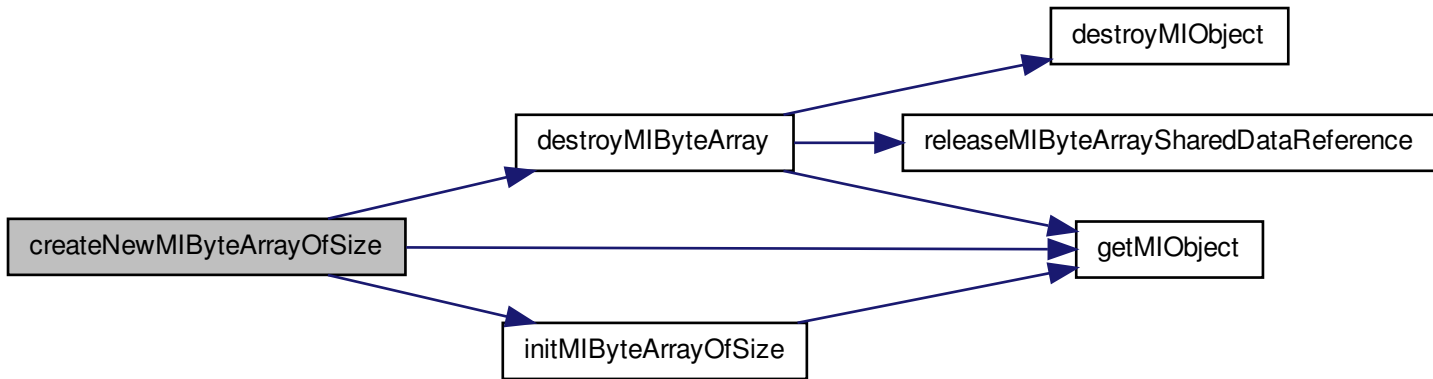 destroyMIObject
destroyMIByteArray
releaseMIByteArraySharedDataReference
createNewMIByteArrayOfSize
getMIObject
initMIByteArrayOfSize